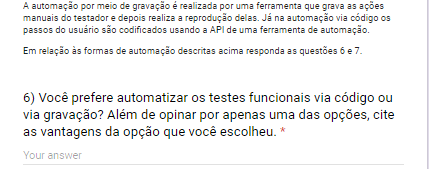 A automação por meio de gravação é realizada por uma ferramenta que grava as ações
manuais do testador e depois realiza a reprodução delas. Já na automação via código os
passos do usuário são codificados usando a API de uma ferramenta de automação.
Em relação às formas de automação descritas acima responda as questões 6 e 7.
6) Você prefere automatizar os testes funcionais via código ou
via gravação? Além de opinar por apenas uma das opções, cite
as vantagens da opção que você escolheu. *
Your answer